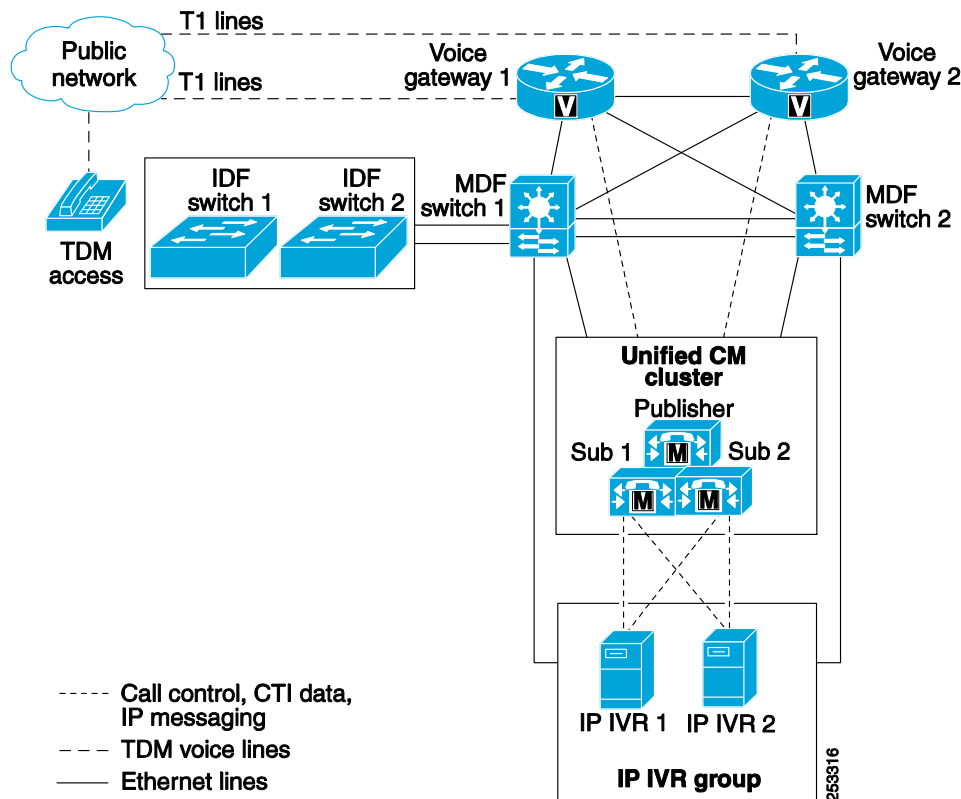 T1 lines
Public
network
T1 lines
Voice
gateway 1
V
Voice
gateway 2
V
TDM
access
IDF
switch 1
IDF
switch 2
MDF
switch 1
MDF
switch 2
Unified CM
cluster
Publisher
M
Sub 1
Sub 2
M
M
IP IVR 1
IP IVR 2
IP IVR group
Call control, CTI data,
IP messaging
TDM voice lines
Ethernet lines
253316